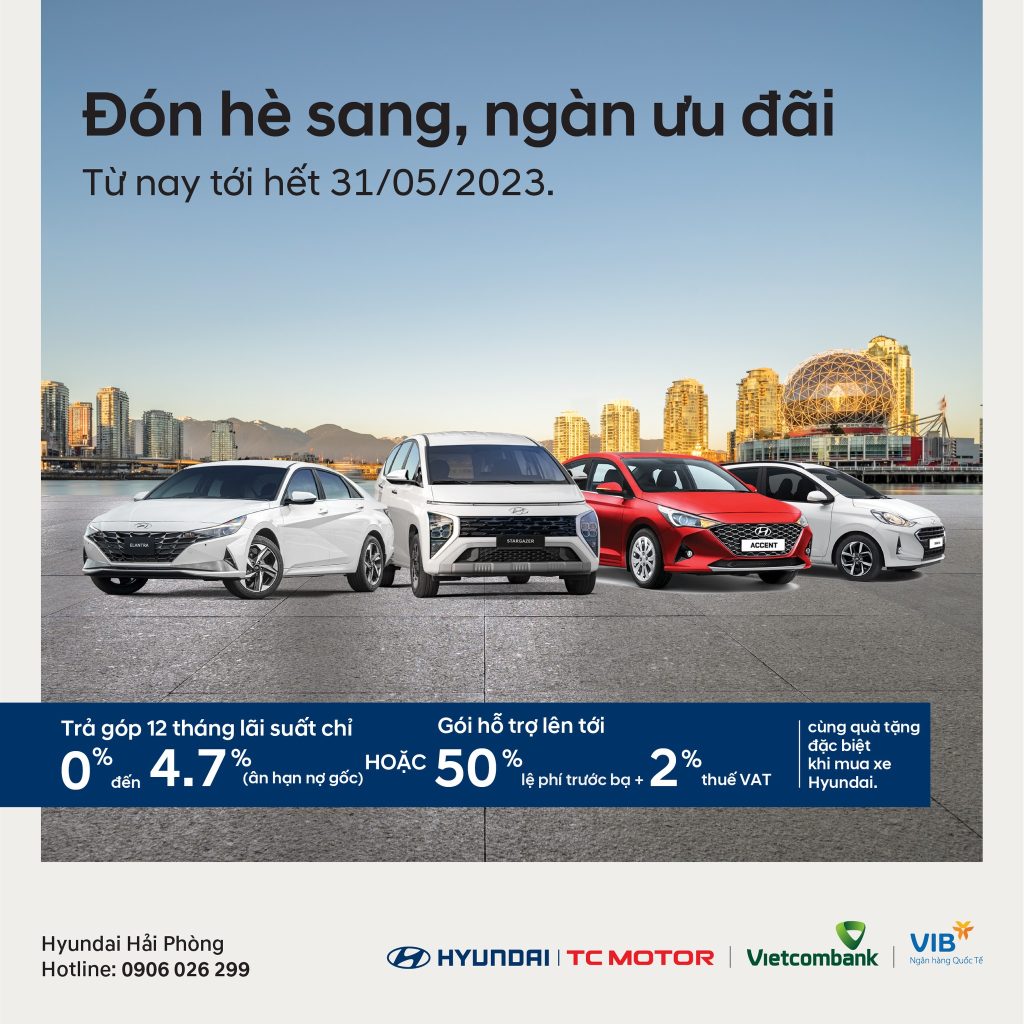 Đón hè sang, ngàn ưu đãi
Từ nay tới hết 31/05/2023.
ELANTRA
STARGAZER
ACCENT
Trả góp 12 tháng lãi suất chỉ
0% đến 4.7% (ân hạn nợ gốc)
HOẶC
Gói hỗ trợ lên tới
50% lệ phí trước bạ + 2% thuế VAT
cùng quà tặng
đặc biệt
khi mua xe
Hyundai.
Hyundai Hải Phòng
Hotline: 0906 026 299
HYUNDAI | TC MOTOR
Vietcombank
VIB
Ngân hàng Quốc Tế